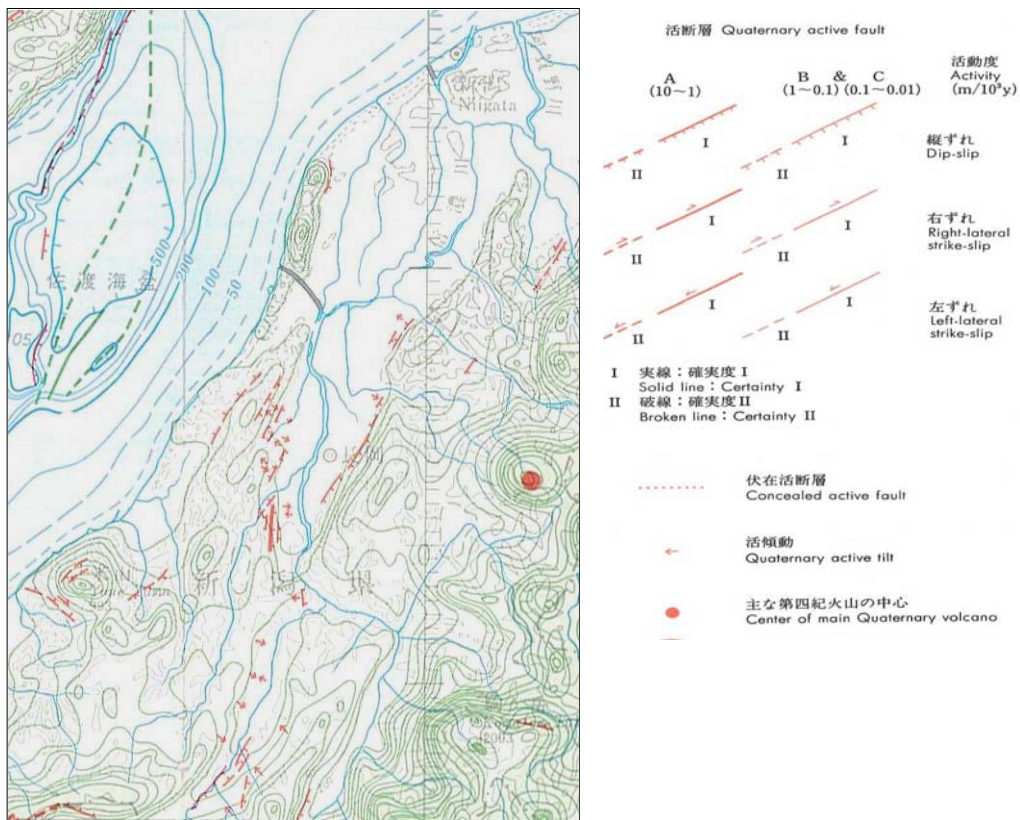 新潟
Niigata
佐渡海盆
500
200
100
50
長岡
新潟県
活断層 Quaternary active fault
A
(10~1)
B & C
(1~0.1) (0.1~0.01)
活動度
Activity
(m/10³y)
I
I
縦ずれ
Dip-slip
II
II
I
I
右ずれ
Right-lateral
strike-slip
II
II
I
I
左ずれ
Left-lateral
strike-slip
II
II
I 実線:確実度 I
Solid line: Certainty I
II 破線:確実度 II
Broken line: Certainty II
伏在活断層
Concealed active fault
活傾動
Quaternary active tilt
主な第四紀火山の中心
Center of main Quaternary volcano